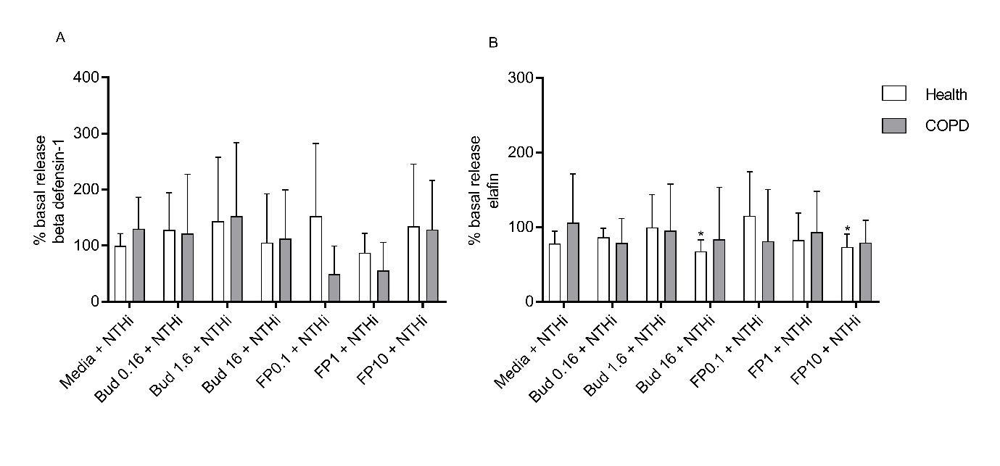 A
% basal release
beta defensin-1
400
300
200
100
0
Media + NTHi
Bud 0.16 + NTHi
Bud 1.6 + NTHi
Bud 16 + NTHi
FP0.1 + NTHi
FP1 + NTHi
FP10 + NTHi
B
% basal release
elafin
300
200
100
0
*
*
Media + NTHi
Bud 0.16 + NTHi
Bud 1.6 + NTHi
Bud 16 + NTHi
FP0.1 + NTHi
FP1 + NTHi
FP10 + NTHi
Health
COPD